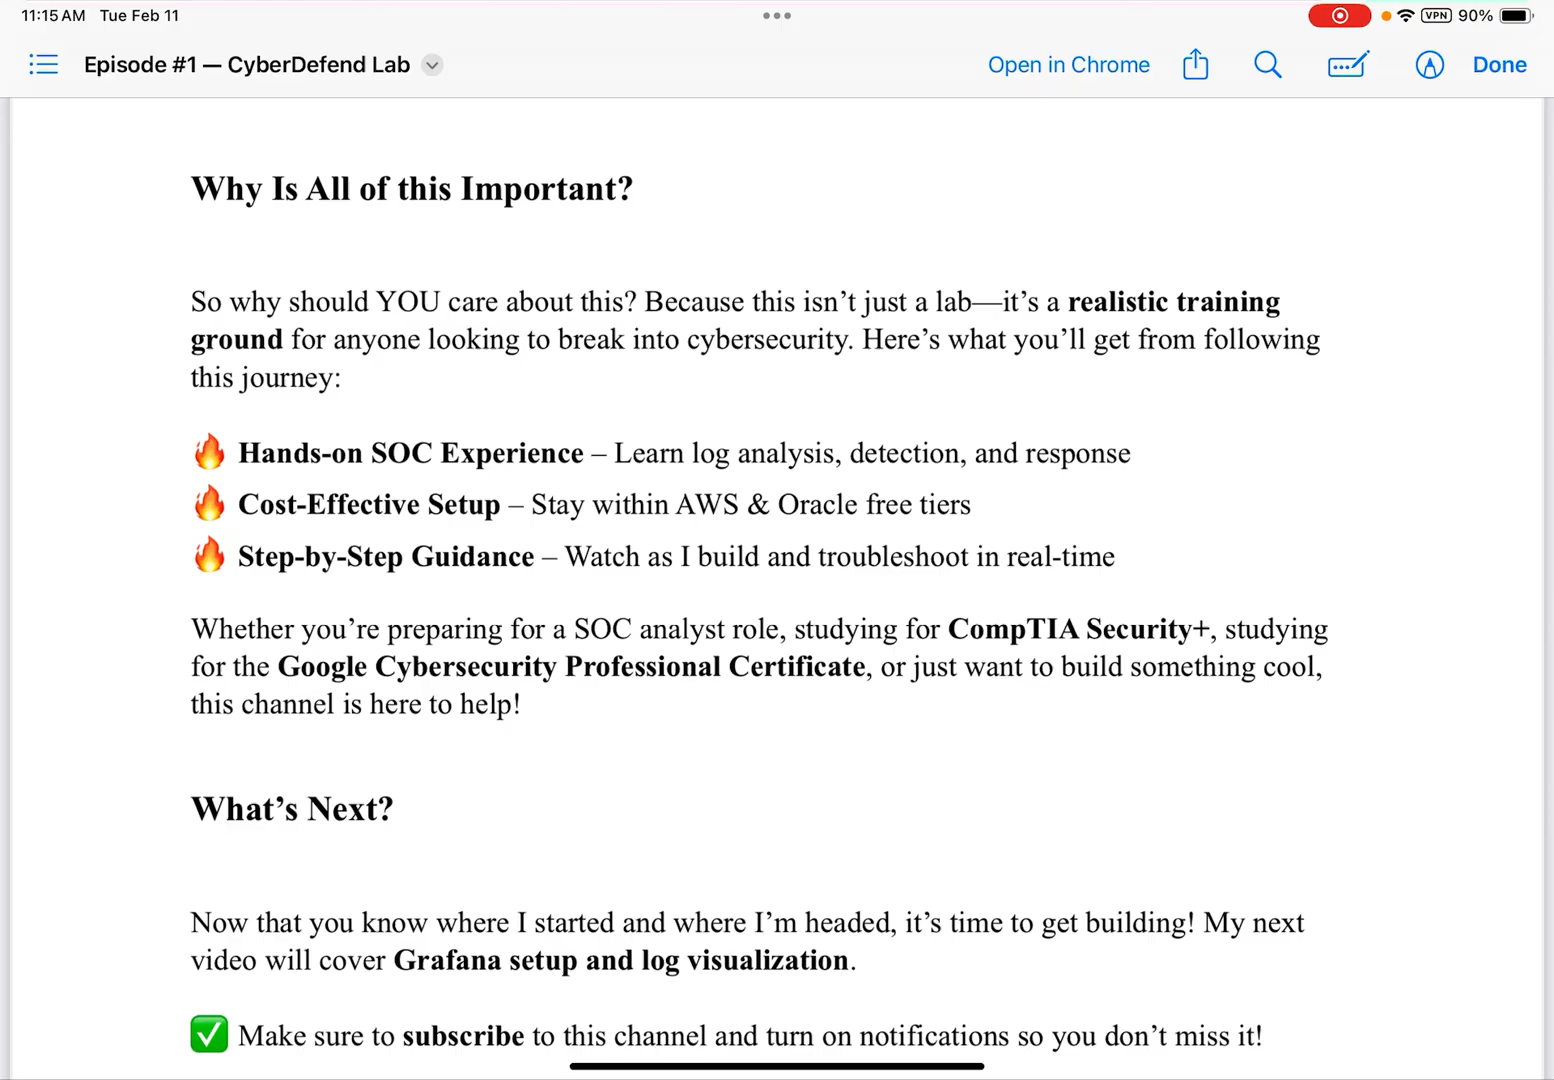 11:15 AM Tue Feb 11
VPN 90%
Episode #1 — CyberDefend Lab
Open in Chrome
Done
Why Is All of this Important?
So why should YOU care about this? Because this isn’t just a lab—it’s a realistic training
ground for anyone looking to break into cybersecurity. Here’s what you’ll get from following
this journey:
🔥 Hands-on SOC Experience – Learn log analysis, detection, and response
🔥 Cost-Effective Setup – Stay within AWS & Oracle free tiers
🔥 Step-by-Step Guidance – Watch as I build and troubleshoot in real-time
Whether you’re preparing for a SOC analyst role, studying for CompTIA Security+, studying
for the Google Cybersecurity Professional Certificate, or just want to build something cool,
this channel is here to help!
What’s Next?
Now that you know where I started and where I’m headed, it’s time to get building! My next
video will cover Grafana setup and log visualization.
✅ Make sure to subscribe to this channel and turn on notifications so you don’t miss it!